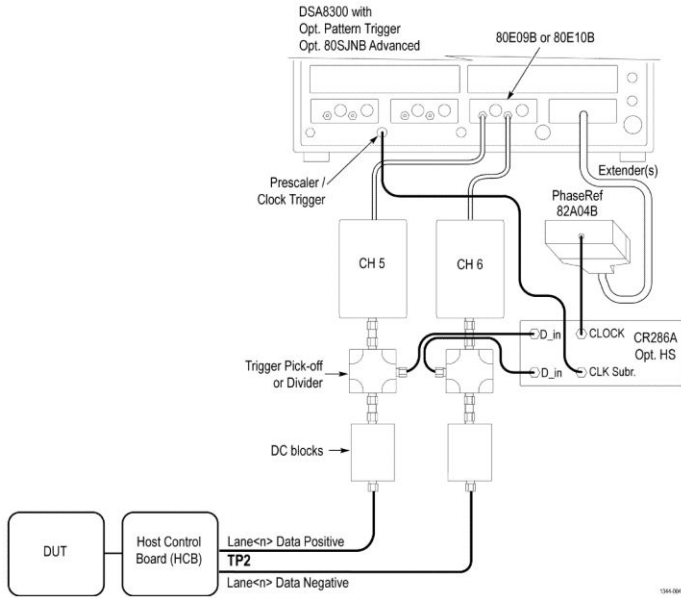 DSA8300 with
Opt. Pattern Trigger
Opt. 80SJNB Advanced
80E09B or 80E10B
Extender(s)
Prescaler /
Clock Trigger
PhaseRef
82A04B
CH 5
CH 6
D_in
CLOCK
CR286A
Opt. HS
Trigger Pick-off
or Divider
D_in
CLK Subr.
DC blocks
DUT
Host Control
Board (HCB)
Lane<n> Data Positive
TP2
Lane<n> Data Negative